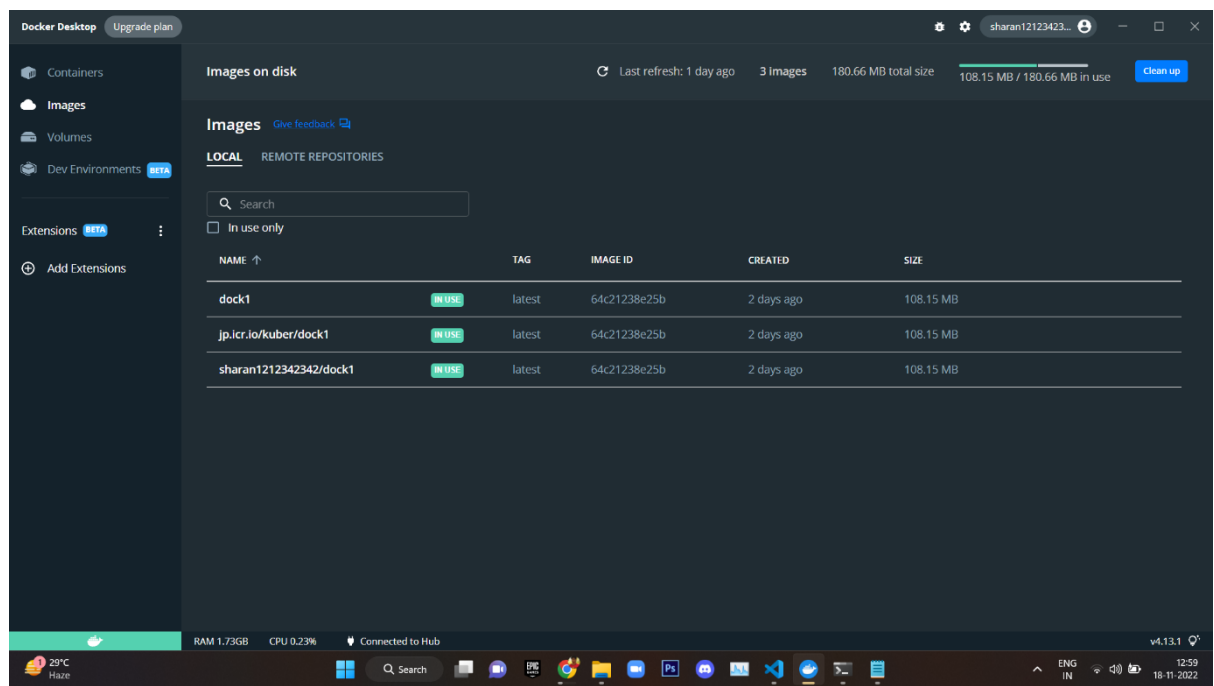 Docker Desktop Upgrade plan sharan12123423...
Containers
Images
Volumes
Dev Environments BETA
Extensions BETA
Add Extensions
Images on disk Last refresh: 1 day ago 3 images 180.66 MB total size 108.15 MB / 180.66 MB in use Clean up
Images Give feedback
LOCAL REMOTE REPOSITORIES
Search
In use only
NAME TAG IMAGE ID CREATED SIZE
dock1 IN USE latest 64c21238e25b 2 days ago 108.15 MB
jp.icr.io/kuber/dock1 IN USE latest 64c21238e25b 2 days ago 108.15 MB
sharan1212342342/dock1 IN USE latest 64c21238e25b 2 days ago 108.15 MB
RAM 1.73GB CPU 0.23% Connected to Hub v4.13.1
1 29°C Search EPIC Ps ENG 12:59
Haze IN 18-11-2022